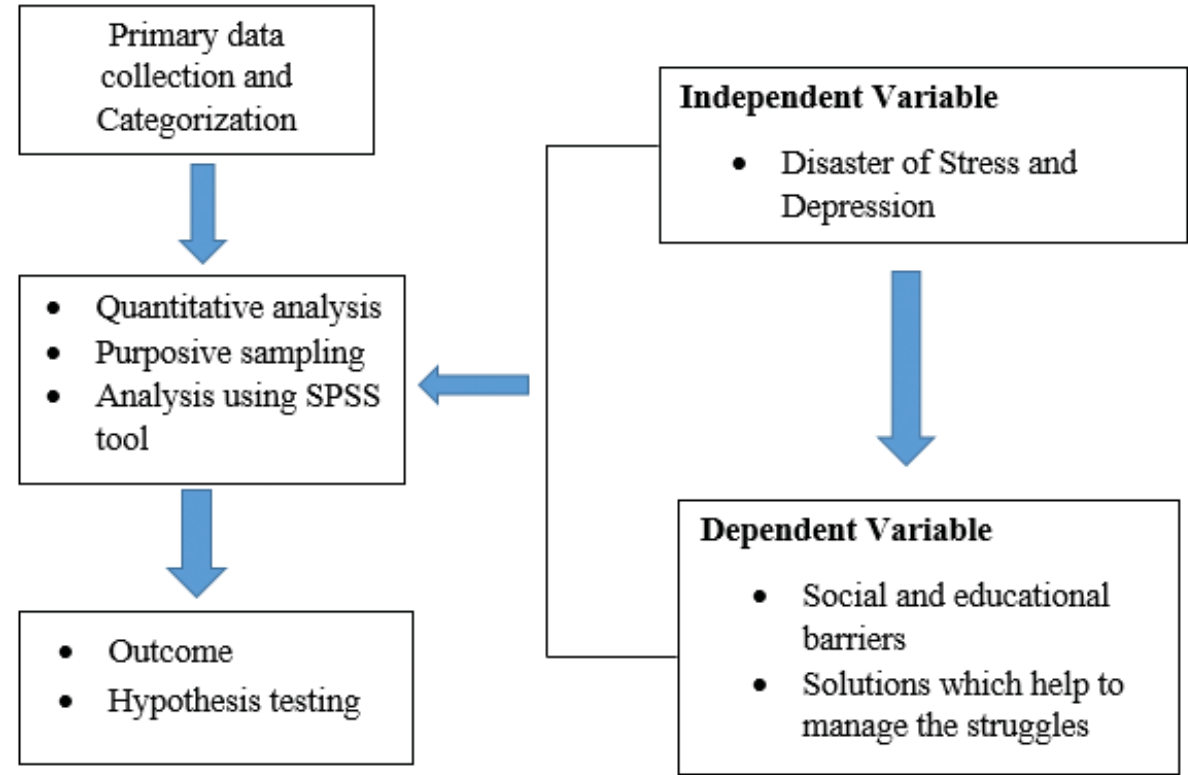 Primary data
collection and
Categorization
• Quantitative analysis
• Purposive sampling
• Analysis using SPSS
tool
• Outcome
• Hypothesis testing
Independent Variable
• Disaster of Stress and
Depression
Dependent Variable
• Social and educational
barriers
• Solutions which help to
manage the struggles